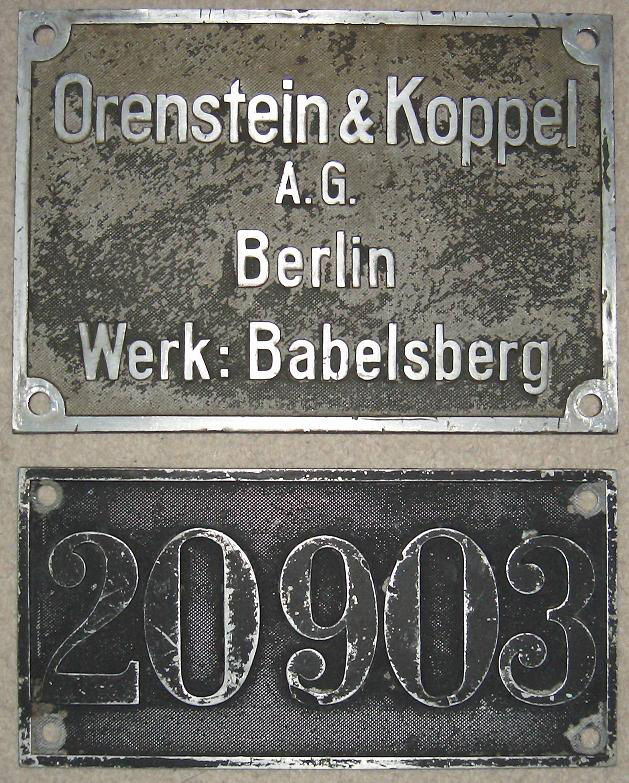 Orenstein & Koppel
A.G.
Berlin
Werk: Babelsberg
20903